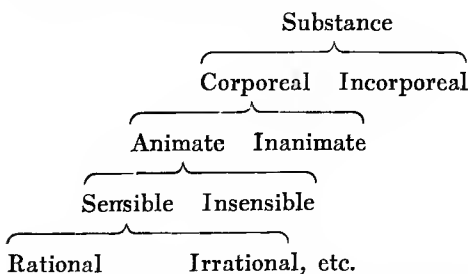 Substance
Corporeal Incorporeal
Animate Inanimate
Sensible Insensible
Rational Irrational, etc.